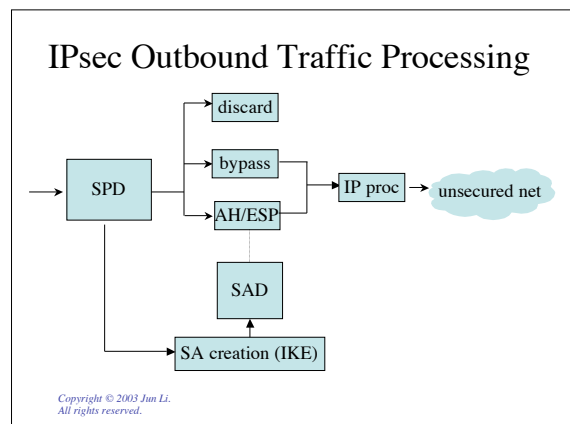 IPsec Outbound Traffic Processing
discard
bypass
SPD
IP proc
unsecured net
AH/ESP
SAD
SA creation (IKE)
Copyright © 2003 Jun Li.
All rights reserved.